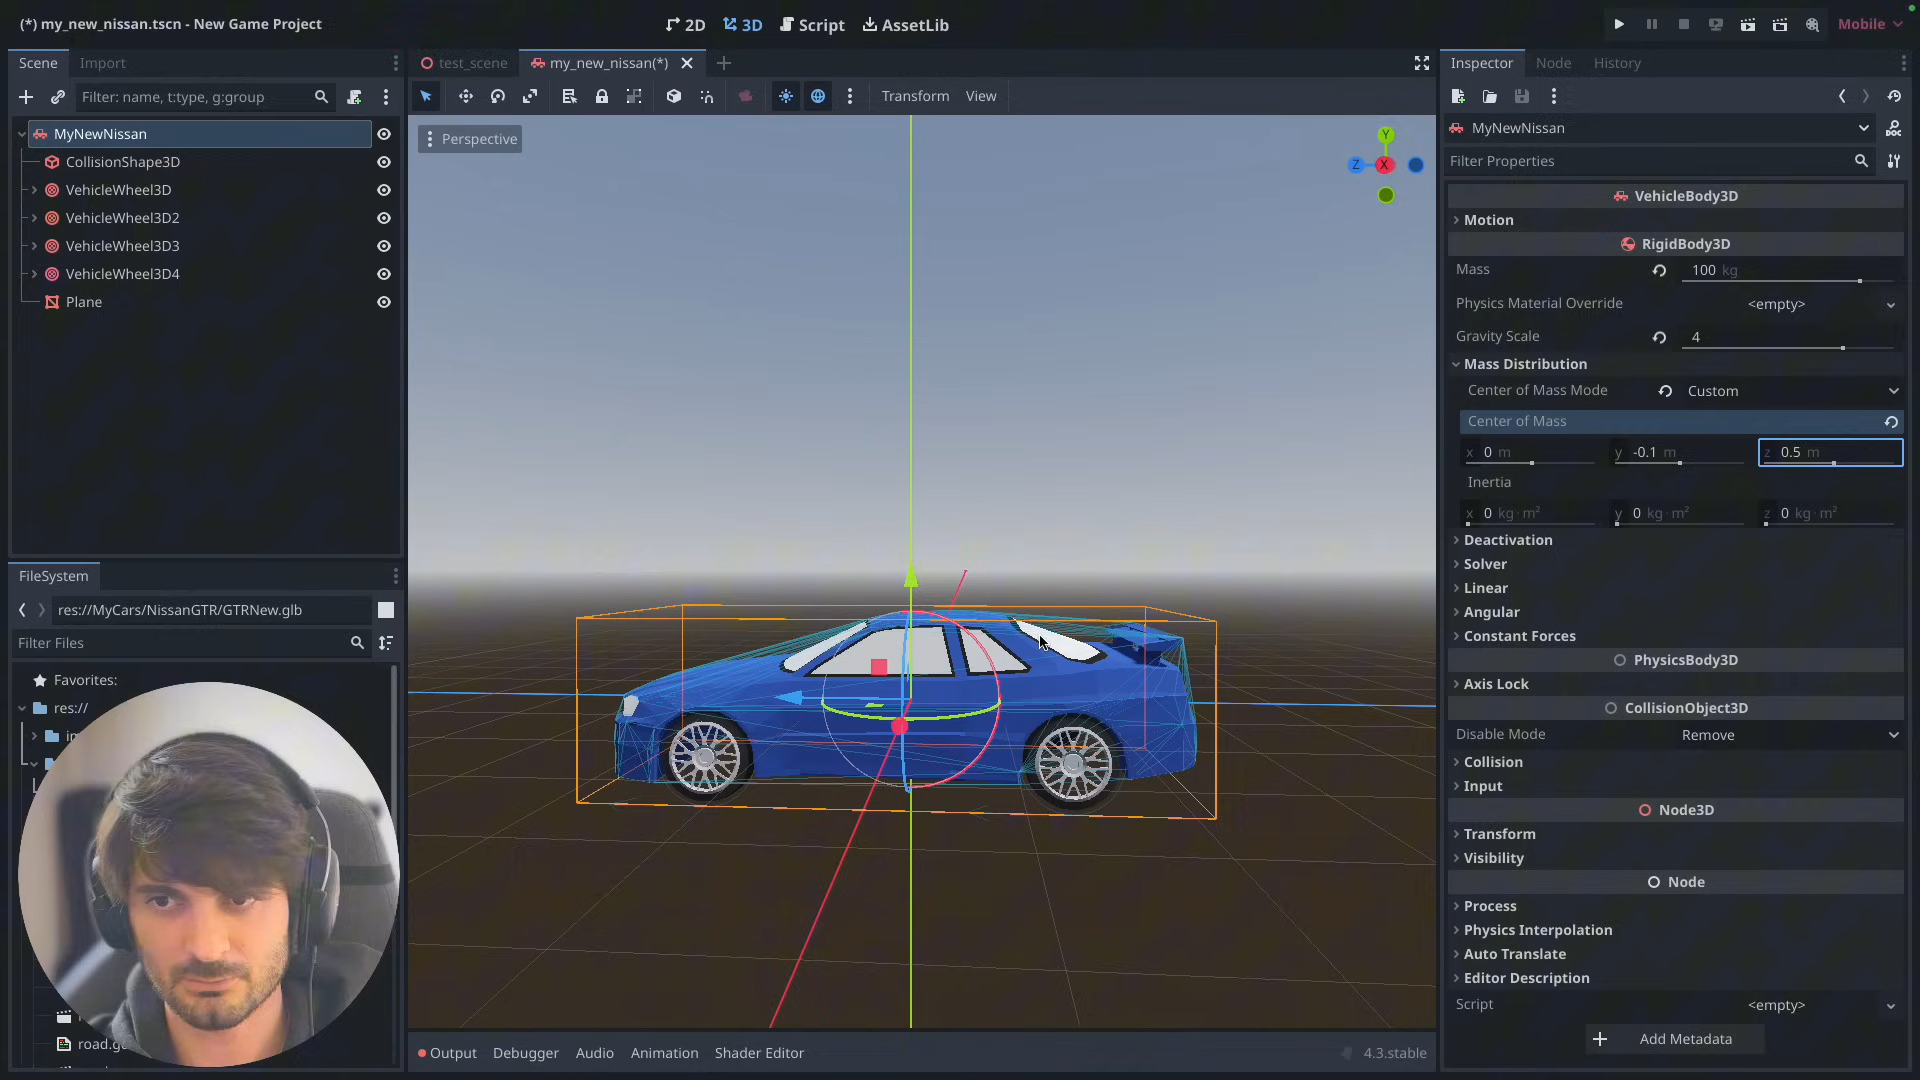 (*) my_new_nissan.tscn - New Game Project
2D
3D
Script
AssetLib
Mobile
Scene
Import
Filter: name, t:type, g:group
MyNewNissan
CollisionShape3D
VehicleWheel3D
VehicleWheel3D2
VehicleWheel3D3
VehicleWheel3D4
Plane
FileSystem
res://MyCars/NissanGTR/GTRNew.glb
Filter Files
Favorites:
res://
test_scene
my_new_nissan(*)
Transform
View
Perspective
Y
Z
X
Output
Debugger
Audio
Animation
Shader Editor
4.3.stable
Inspector
Node
History
DOC
MyNewNissan
Filter Properties
VehicleBody3D
Motion
RigidBody3D
Mass
100 kg
Physics Material Override
<empty>
Gravity Scale
4
Mass Distribution
Center of Mass Mode
Custom
Center of Mass
x 0 m
y -0.1 m
z 0.5 m
Inertia
x 0 kg·m²
y 0 kg·m²
z 0 kg·m²
Deactivation
Solver
Linear
Angular
Constant Forces
PhysicsBody3D
Axis Lock
CollisionObject3D
Disable Mode
Remove
Collision
Input
Node3D
Transform
Visibility
Node
Process
Physics Interpolation
Auto Translate
Editor Description
Script
<empty>
Add Metadata